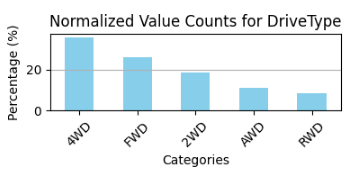 Normalized Value Counts for DriveType
Percentage (%)
20
0
4WD
FWD
2WD
AWD
RWD
Categories